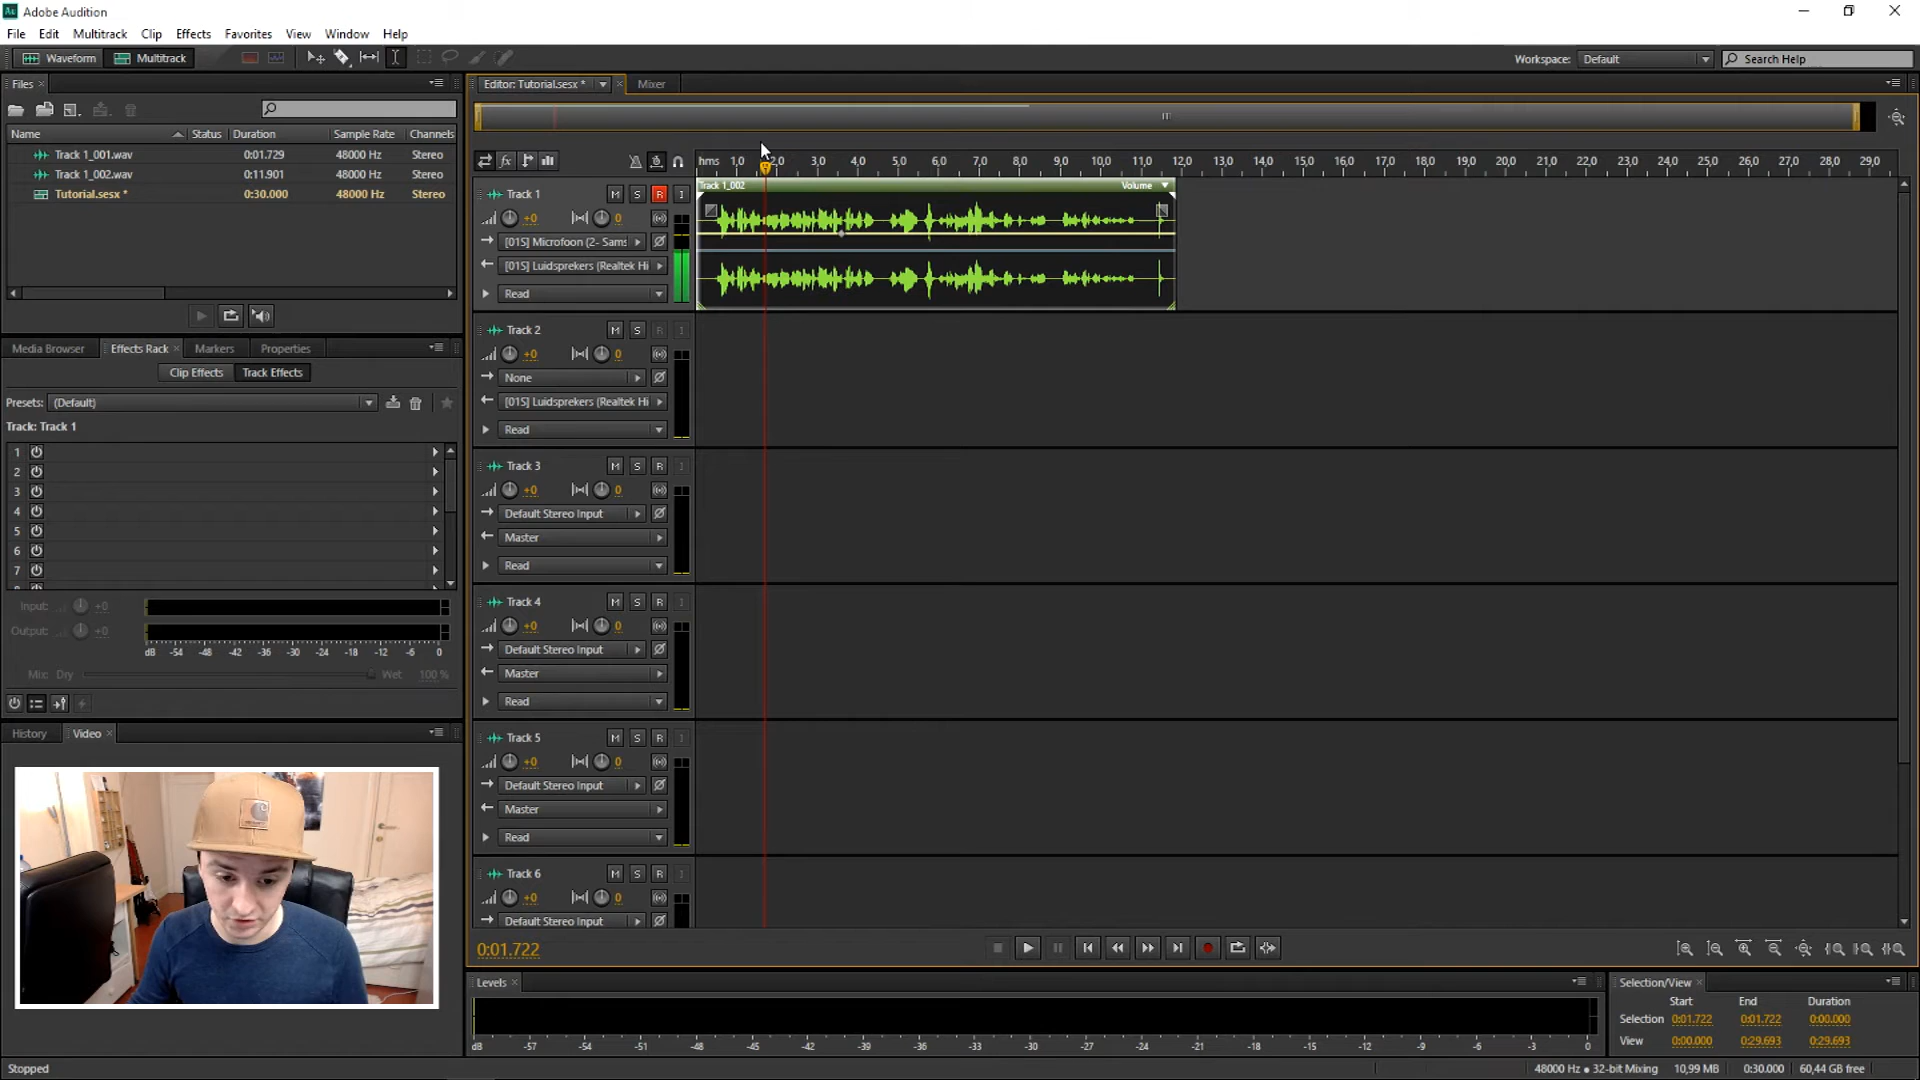 Adobe Audition
File Edit Multitrack Clip Effects Favorites View Window Help
Waveform Multitrack Workspace: Default Search Help
Files Editor: Tutorial.sesx * Mixer
Name Status Duration Sample Rate Channels
Track 1_001.wav 0:01.729 48000 Hz Stereo
Track 1_002.wav 0:11.901 48000 Hz Stereo
Tutorial.sesx * 0:30.000 48000 Hz Stereo
hms 1,0 2,0 3,0 4,0 5,0 6,0 7,0 8,0 9,0 10,0 11,0 12,0 13,0 14,0 15,0 16,0 17,0 18,0 19,0 20,0 21,0 22,0 23,0 24,0 25,0 26,0 27,0 28,0 29,0
Track 1 M S R I
+0 0
[01S] Microfoon (2- Sams
[01S] Luidsprekers (Realtek Hi
Read
Track 1_002 Volume
Track 2 M S R I
+0 0
None
[01S] Luidsprekers (Realtek Hi
Read
Track 3 M S R I
+0 0
Default Stereo Input
Master
Read
Track 4 M S R I
+0 0
Default Stereo Input
Master
Read
Track 5 M S R I
+0 0
Default Stereo Input
Master
Read
Track 6 M S R I
+0 0
Default Stereo Input
Media Browser Effects Rack Markers Properties
Clip Effects Track Effects
Presets: (Default)
Track: Track 1
1
2
3
4
5
6
7
Input: +0
Output: +0
dB -54 -48 -42 -36 -30 -24 -18 -12 -6 0
Mix: Dry Wet 100 %
History Video
0:01.722
Levels
dB -57 -54 -51 -48 -45 -42 -39 -36 -33 -30 -27 -24 -21 -18 -15 -12 -9 -6 -3 0
Selection/View
Start End Duration
Selection 0:01.722 0:01.722 0:00.000
View 0:00.000 0:29.693 0:29.693
Stopped
48000 Hz ● 32-bit Mixing 10,99 MB 0:30.000 60,44 GB free